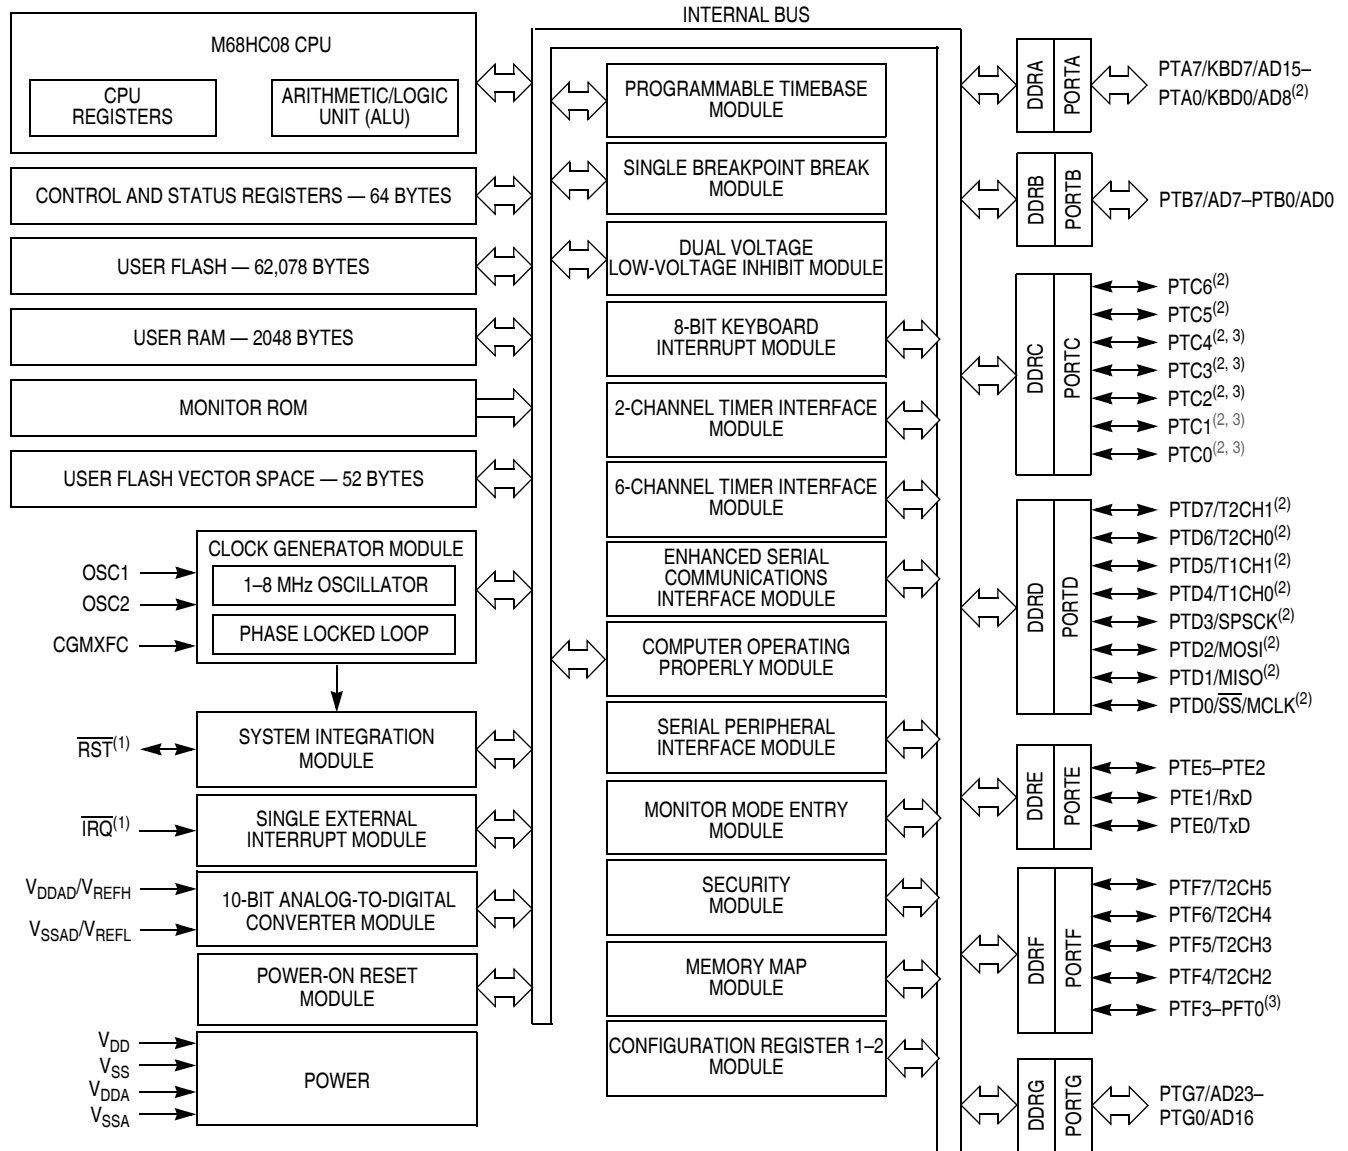 INTERNAL BUS
M68HC08 CPU
CPU
REGISTERS
ARITHMETIC/LOGIC
UNIT (ALU)
CONTROL AND STATUS REGISTERS — 64 BYTES
USER FLASH — 62,078 BYTES
USER RAM — 2048 BYTES
MONITOR ROM
USER FLASH VECTOR SPACE — 52 BYTES
CLOCK GENERATOR MODULE
1–8 MHz OSCILLATOR
PHASE LOCKED LOOP
OSC1
OSC2
CGMXFC
SYSTEM INTEGRATION
MODULE
RST(1)
SINGLE EXTERNAL
INTERRUPT MODULE
IRQ(1)
10-BIT ANALOG-TO-DIGITAL
CONVERTER MODULE
VDDAD/VREFH
VSSAD/VREFL
POWER-ON RESET
MODULE
POWER
VDD
VSS
VDDA
VSSA
PROGRAMMABLE TIMEBASE
MODULE
SINGLE BREAKPOINT BREAK
MODULE
DUAL VOLTAGE
LOW-VOLTAGE INHIBIT MODULE
8-BIT KEYBOARD
INTERRUPT MODULE
2-CHANNEL TIMER INTERFACE
MODULE
6-CHANNEL TIMER INTERFACE
MODULE
ENHANCED SERIAL
COMMUNICATIONS
INTERFACE MODULE
COMPUTER OPERATING
PROPERLY MODULE
SERIAL PERIPHERAL
INTERFACE MODULE
MONITOR MODE ENTRY
MODULE
SECURITY
MODULE
MEMORY MAP
MODULE
CONFIGURATION REGISTER 1–2
MODULE
DDRA
PORTA
PTA7/KBD7/AD15–
PTA0/KBD0/AD8(2)
DDRB
PORTB
PTB7/AD7–PTB0/AD0
DDRC
PORTC
PTC6(2)
PTC5(2)
PTC4(2, 3)
PTC3(2, 3)
PTC2(2, 3)
PTC1(2, 3)
PTC0(2, 3)
DDRD
PORTD
PTD7/T2CH1(2)
PTD6/T2CH0(2)
PTD5/T1CH1(2)
PTD4/T1CH0(2)
PTD3/SPSCK(2)
PTD2/MOSI(2)
PTD1/MISO(2)
PTD0/SS/MCLK(2)
DDRE
PORTE
PTE5–PTE2
PTE1/RxD
PTE0/TxD
DDRF
PORTF
PTF7/T2CH5
PTF6/T2CH4
PTF5/T2CH3
PTF4/T2CH2
PTF3–PFT0(3)
DDRG
PORTG
PTG7/AD23–
PTG0/AD16